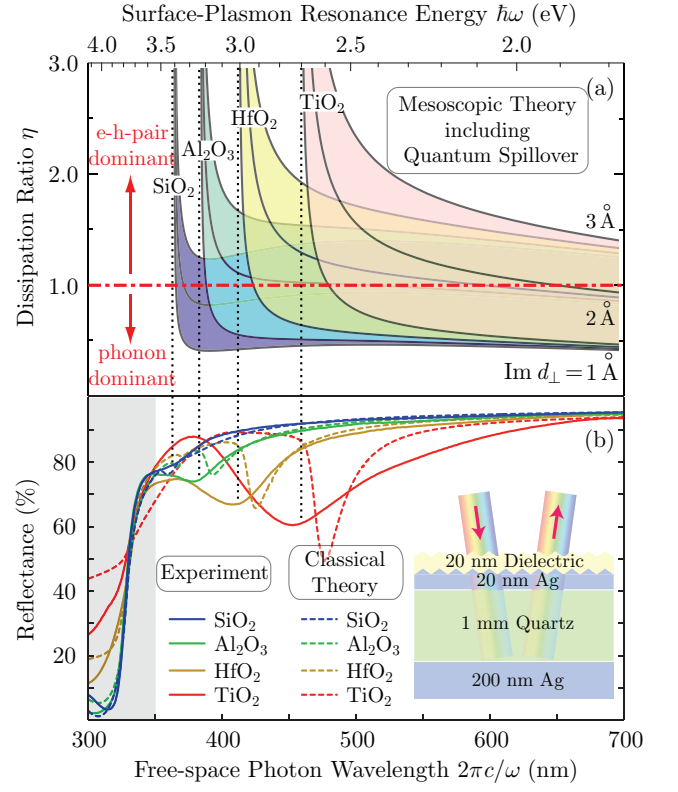 Surface-Plasmon Resonance Energy ħω (eV)
4.0 3.5 3.0 2.5 2.0
3.0
2.0
1.0
Dissipation Ratio η
(a)
Mesoscopic Theory
including
Quantum Spillover
e-h-pair
dominant
phonon
dominant
SiO₂
Al₂O₃
HfO₂
TiO₂
3 Å
2 Å
Im d⊥ = 1 Å
(b)
Reflectance (%)
80
60
40
20
Experiment
SiO₂
Al₂O₃
HfO₂
TiO₂
Classical
Theory
SiO₂
Al₂O₃
HfO₂
TiO₂
20 nm Dielectric
20 nm Ag
1 mm Quartz
200 nm Ag
300 400 500 600 700
Free-space Photon Wavelength 2πc/ω (nm)